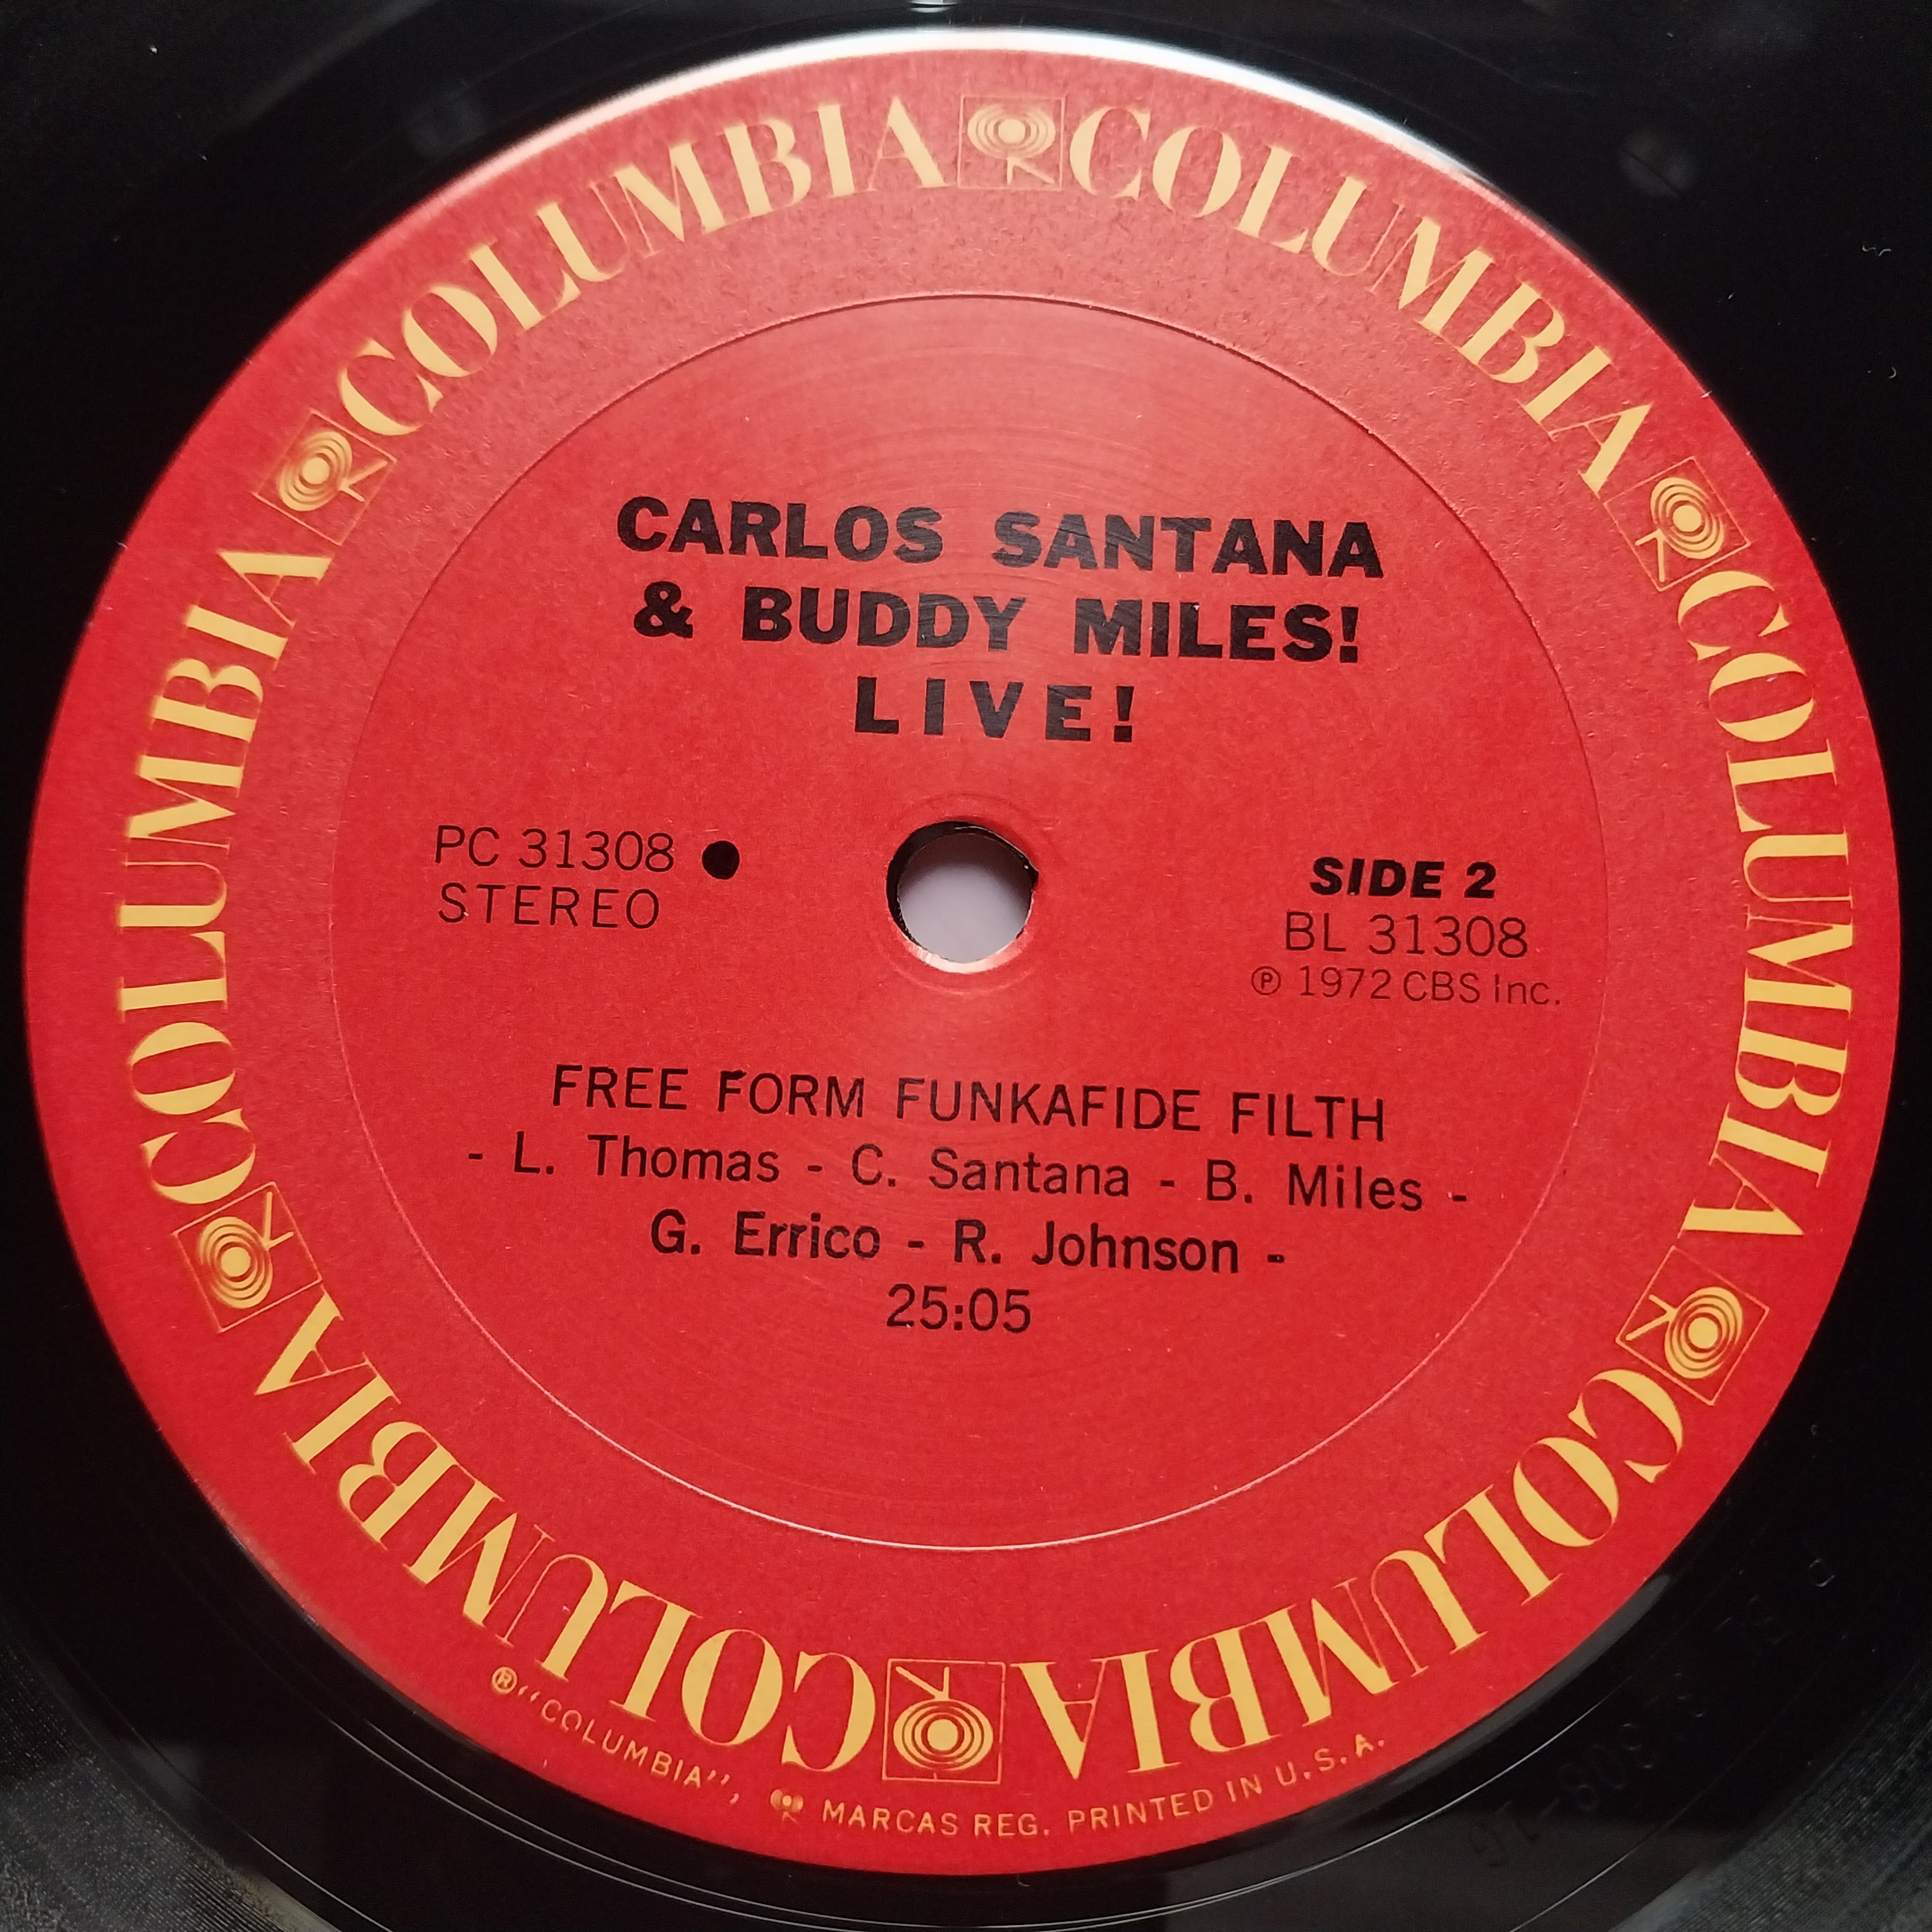 COLUMBIA COLUMBIA COLUMBIA COLUMBIA COLUMBIA COLUMBIA
CARLOS SANTANA
& BUDDY MILES!
LIVE!
PC 31308 ●
STEREO
SIDE 2
BL 31308
℗ 1972 CBS Inc.
FREE FORM FUNKAFIDE FILTH
- L. Thomas - C. Santana - B. Miles -
G. Errico - R. Johnson -
25:05
® "COLUMBIA", MARCAS REG. PRINTED IN U.S.A.